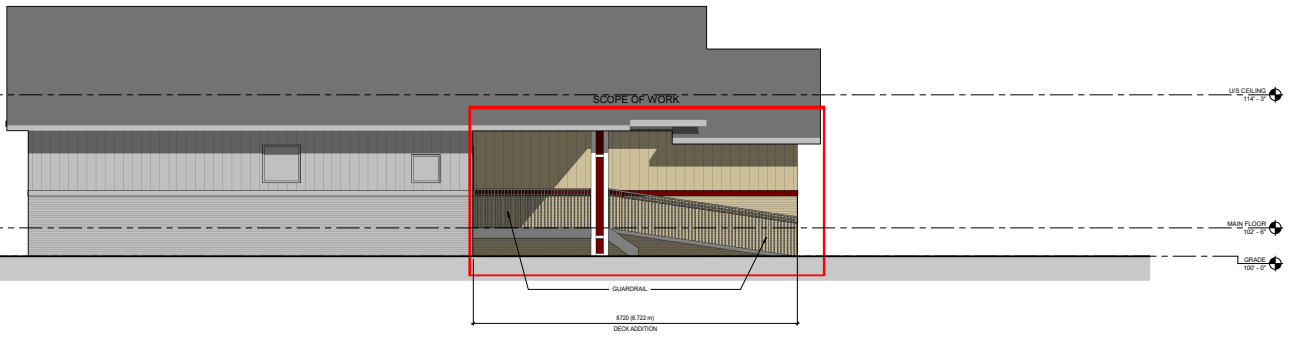 SCOPE OF WORK
U/S CEILING
114' - 3"
MAIN FLOOR
102' - 6"
GRADE
100' - 0"
GUARDRAIL
8720 (8.722 m)
DECK ADDITION